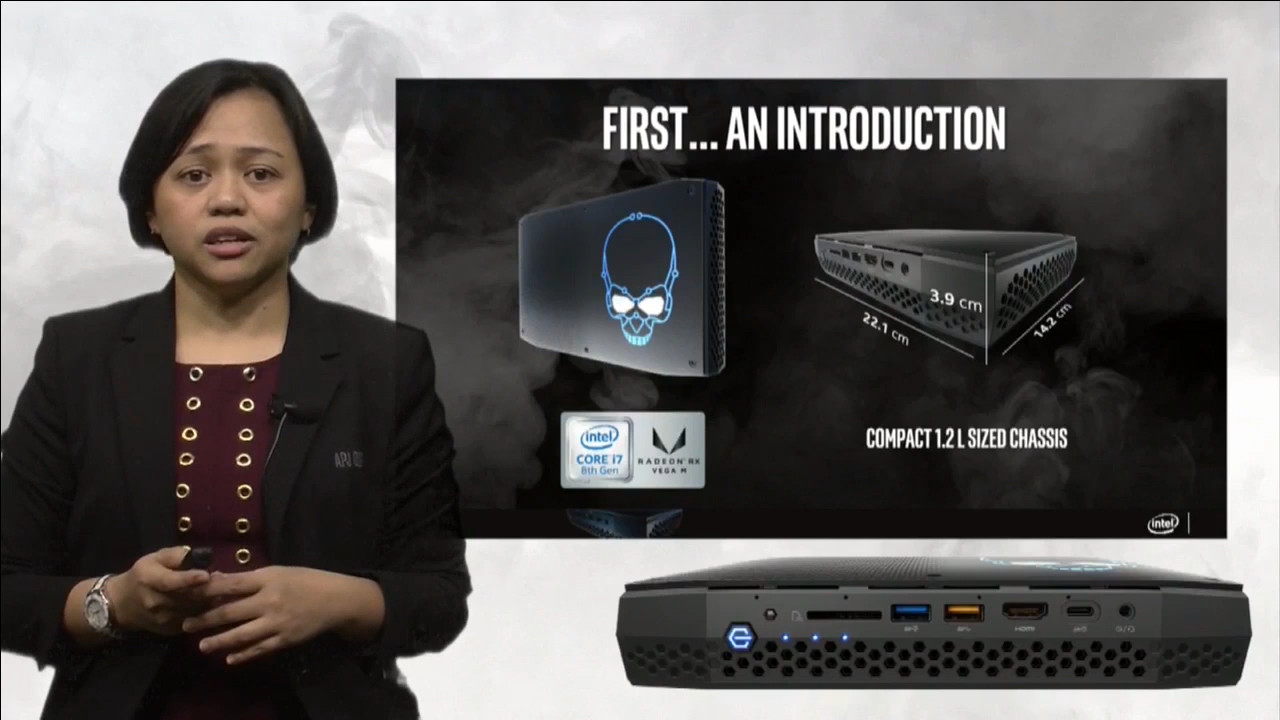 FIRST... AN INTRODUCTION
3.9 cm
22.1 cm
14.2 cm
COMPACT 1.2 L SIZED CHASSIS
intel
CORE i7
8th Gen
RADEON RX
VEGA M
intel
HDMI